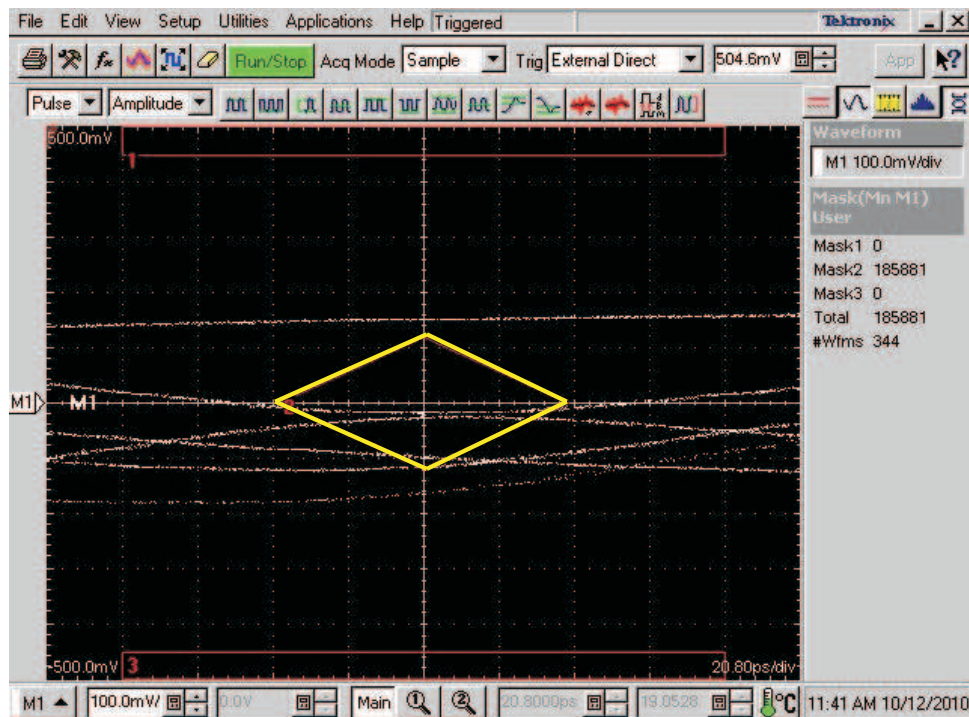 File Edit View Setup Utilities Applications Help Triggered Tektronix
Run/Stop Acq Mode Sample Trig External Direct 504.6mV App
Pulse Amplitude
500.0mV
1
Waveform
M1 100.0mV/div
Mask(Mn M1)
User
Mask1 0
Mask2 185881
Mask3 0
Total 185881
#Wfms 344
M1 M1
2
-500.0mV 3 20.80ps/div
M1 100.0mV/ 0.0V Main 1 2 20.8000ps 19.0528 °C 11:41 AM 10/12/2010